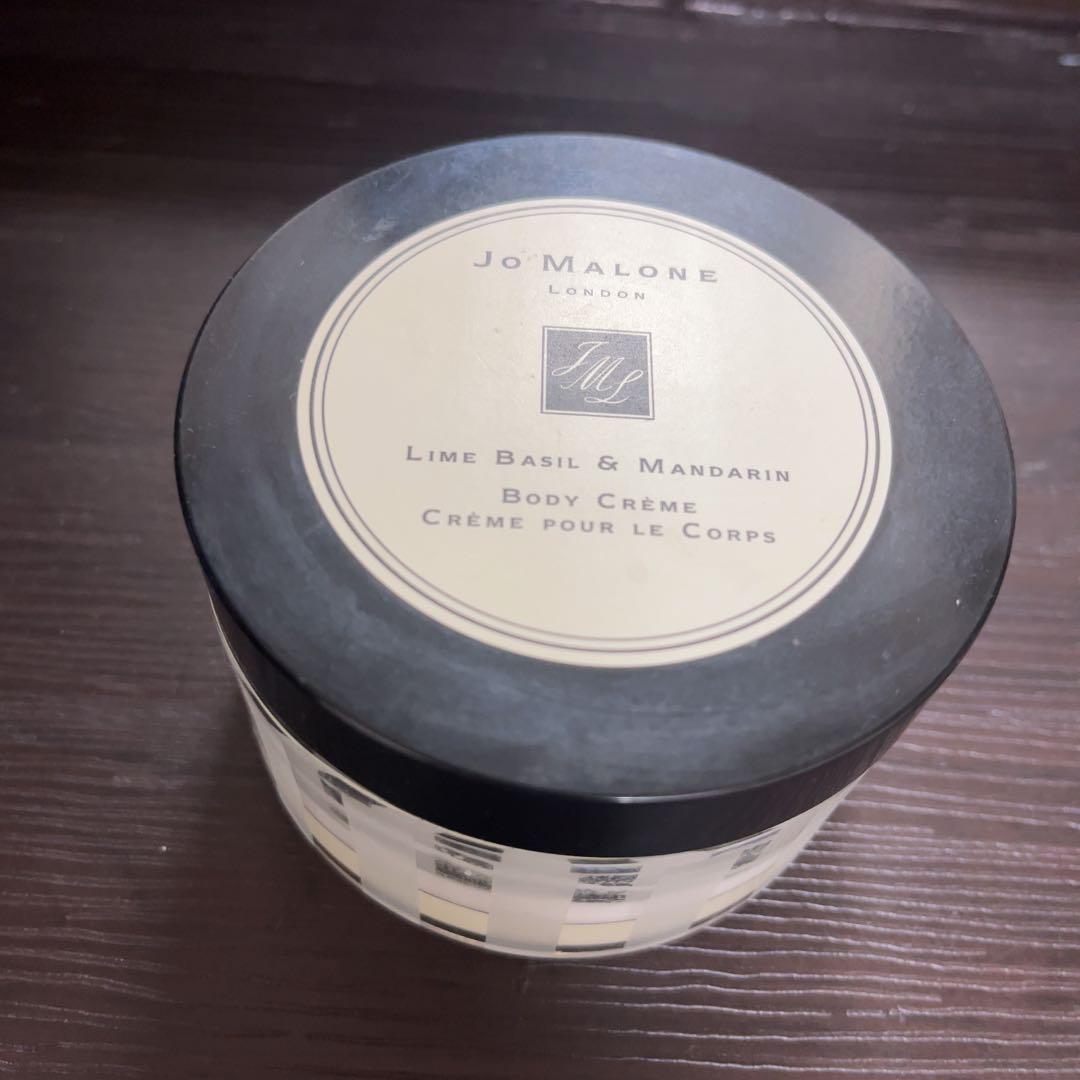 JO MALONE
LONDON
JML
LIME BASIL & MANDARIN
BODY CRÈME
CRÈME POUR LE CORPS